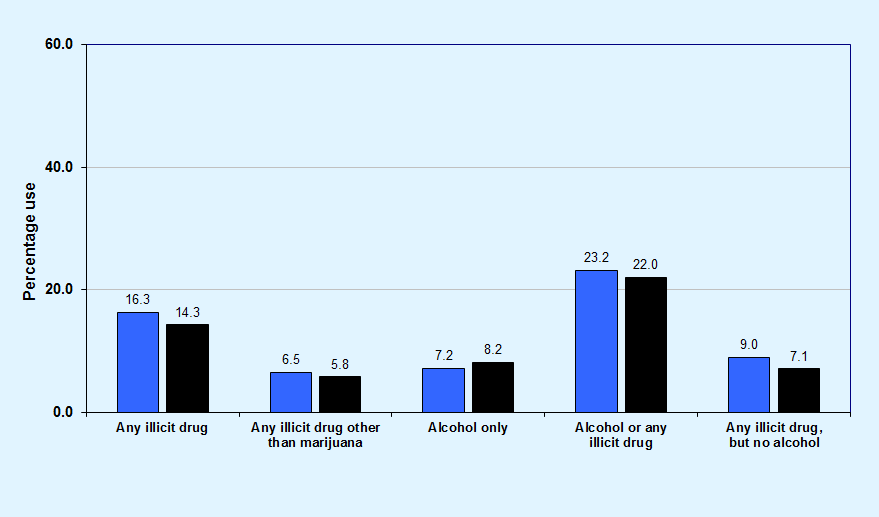 60.0
40.0
20.0
0.0
Percentage use
16.3
14.3
6.5
5.8
7.2
8.2
23.2
22.0
9.0
7.1
Any illicit drug
Any illicit drug other
than marijuana
Alcohol only
Alcohol or any
illicit drug
Any illicit drug,
but no alcohol